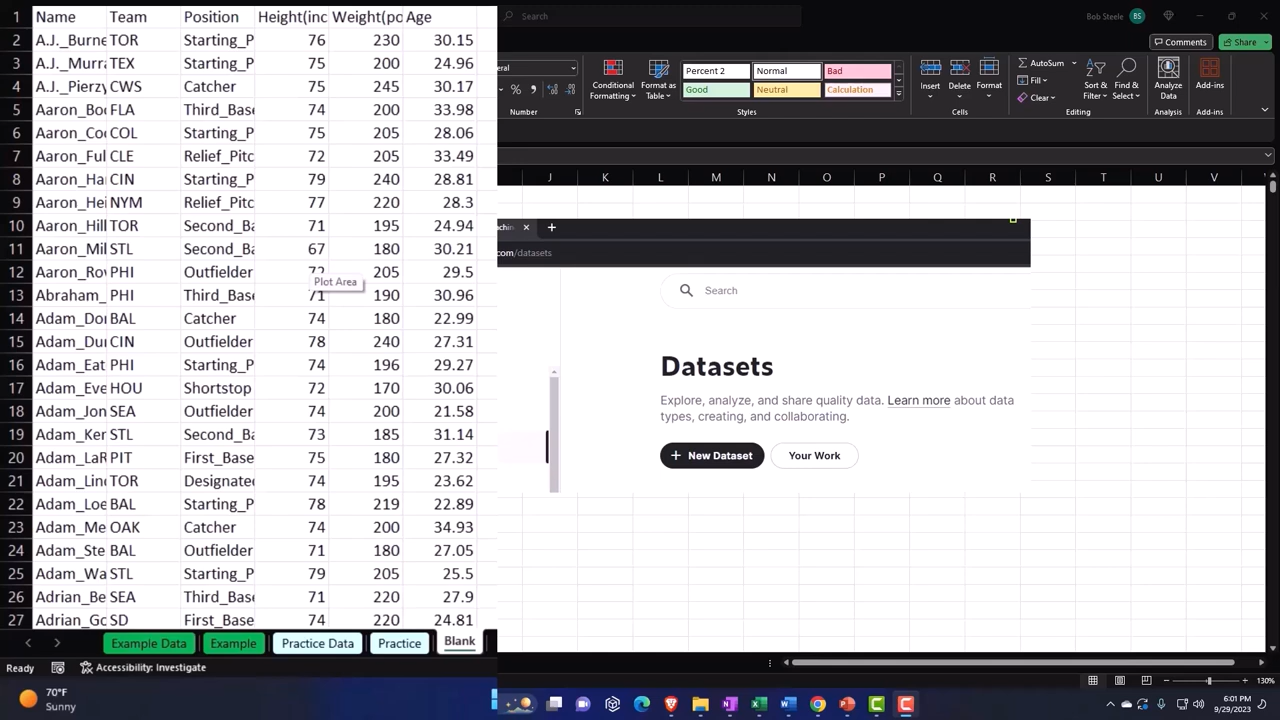 Search
Bob Steele BS
Comments Share
Percent 2 Normal Bad
Good Neutral Calculation
Conditional Formatting Format as Table
Styles
Insert Delete Format
Cells
AutoSum
Fill
Clear
Sort & Filter Find & Select
Editing
Analyze Data
Analysis
Add-ins
Add-ins
J K L M N O P Q R S T U V
1 Name Team Position Height(inc Weight(po Age
2 A.J._Burne TOR Starting_P 76 230 30.15
3 A.J._Murra TEX Starting_P 75 200 24.96
4 A.J._Pierzy CWS Catcher 75 245 30.17
5 Aaron_Boo FLA Third_Base 74 200 33.98
6 Aaron_Coo COL Starting_P 75 205 28.06
7 Aaron_Ful CLE Relief_Pitc 72 205 33.49
8 Aaron_Ha CIN Starting_P 79 240 28.81
9 Aaron_Hei NYM Relief_Pitc 77 220 28.3
10 Aaron_Hill TOR Second_Ba 71 195 24.94
11 Aaron_Mil STL Second_Ba 67 180 30.21
12 Aaron_Rov PHI Outfielder 72 205 29.5
Plot Area
13 Abraham_ PHI Third_Base 71 190 30.96
14 Adam_Do BAL Catcher 74 180 22.99
15 Adam_Du CIN Outfielder 78 240 27.31
16 Adam_Eat PHI Starting_P 74 196 29.27
17 Adam_Eve HOU Shortstop 72 170 30.06
18 Adam_Jon SEA Outfielder 74 200 21.58
19 Adam_Ker STL Second_Ba 73 185 31.14
20 Adam_LaR PIT First_Base 75 180 27.32
21 Adam_Lind TOR Designated 74 195 23.62
22 Adam_Loe BAL Starting_P 78 219 22.89
23 Adam_Me OAK Catcher 74 200 34.93
24 Adam_Ste BAL Outfielder 71 180 27.05
25 Adam_Wa STL Starting_P 79 205 25.5
26 Adrian_Be SEA Third_Base 71 220 27.9
27 Adrian_Go SD First_Base 74 220 24.81
com/datasets
Search
Datasets
Explore, analyze, and share quality data. Learn more about data
types, creating, and collaborating.
+ New Dataset Your Work
Example Data Example Practice Data Practice Blank
Ready Accessibility: Investigate
130%
70°F
Sunny
6:01 PM
9/29/2023